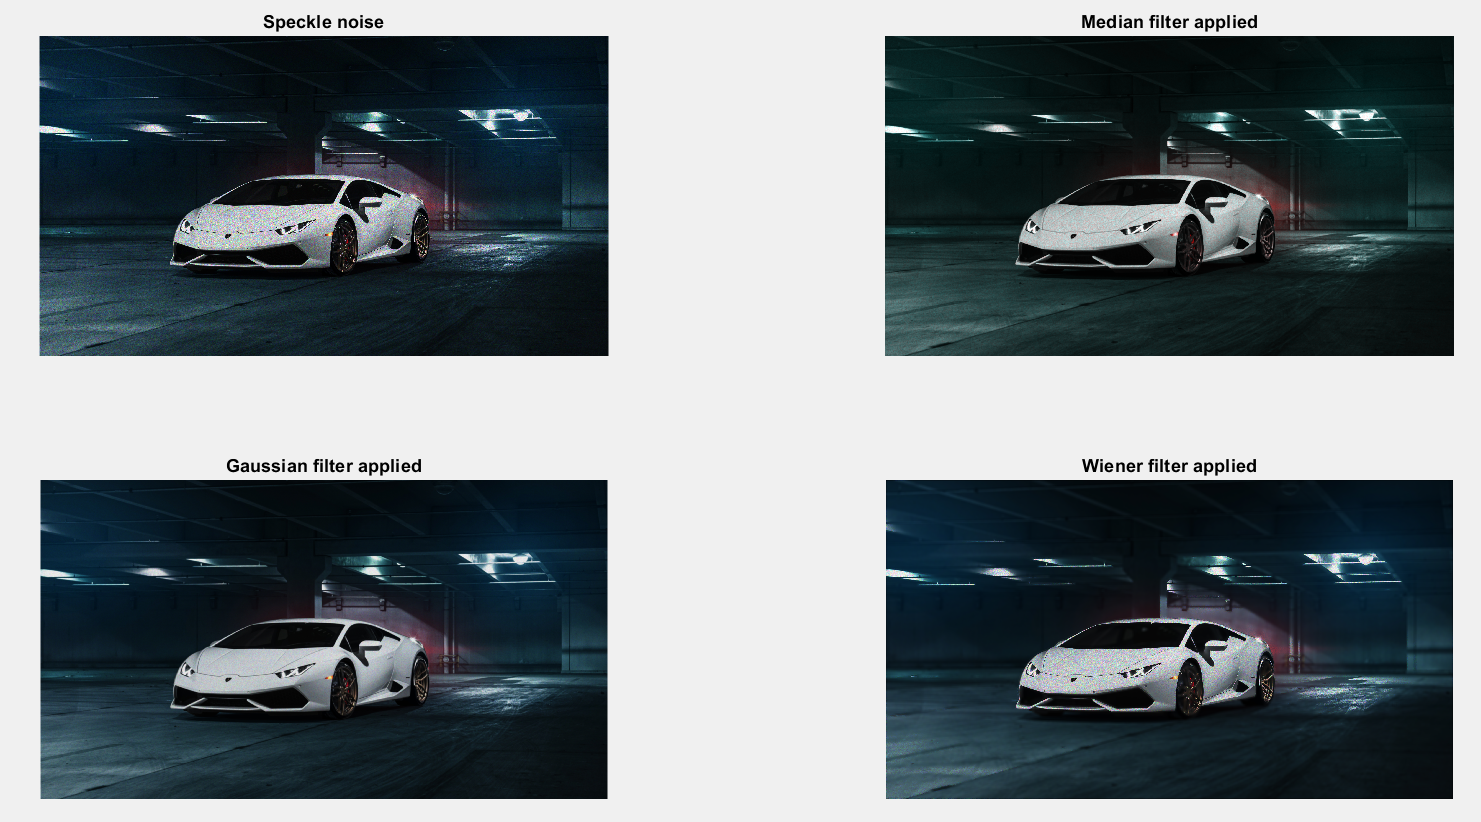 Speckle noise
Median filter applied
Gaussian filter applied
Wiener filter applied